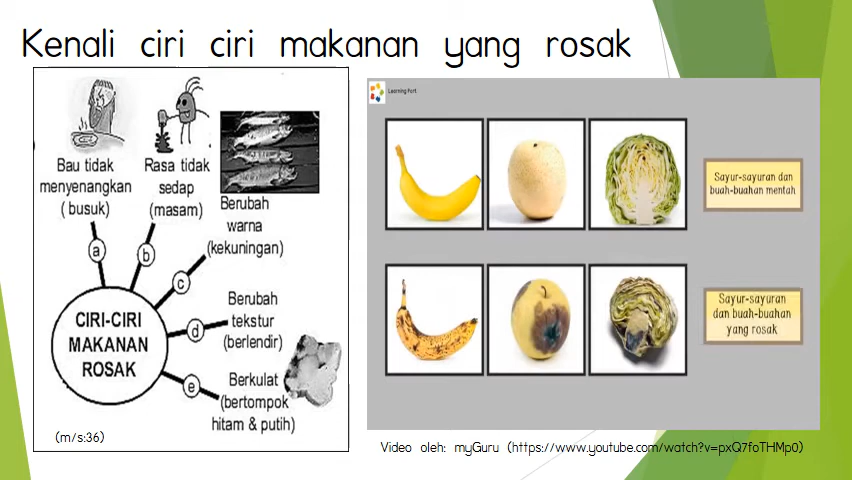 Kenali ciri ciri makanan yang rosak
Bau tidak
menyenangkan
( busuk)
Rasa tidak
sedap
(masam)
Berubah
warna
(kekuningan)
a
b
c
Berubah
tekstur
(berlendir)
d
CIRI-CIRI
MAKANAN
ROSAK
e
Berkulat
(bertompok
hitam & putih)
(m/s:36)
Learning Port
Sayur-sayuran dan
buah-buahan mentah
Sayur-sayuran
dan buah-buahan
yang rosak
Video oleh: myGuru (https://www.youtube.com/watch?v=pxQ7foTHMp0)